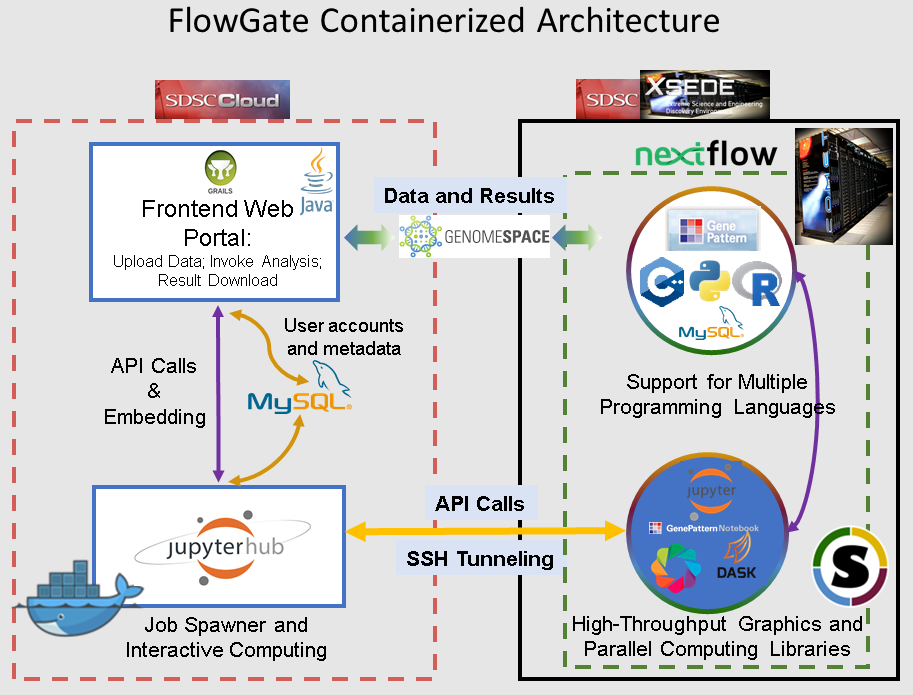 FlowGate Containerized Architecture
SDSC Cloud
SDSC
XSEDE
Extreme Science and Engineering
Discovery Environment
GRAILS
Java
Frontend Web
Portal:
Upload Data; Invoke Analysis;
Result Download
Data and Results
GENOMESPACE
nextflow
Gene
Pattern
C++
R
MySQL
User accounts
and metadata
API Calls
&
Embedding
MySQL
Support for Multiple
Programming Languages
API Calls
SSH Tunneling
jupyterhub
Job Spawner and
Interactive Computing
jupyter
GenePattern Notebook
DASK
S
High-Throughput Graphics and
Parallel Computing Libraries